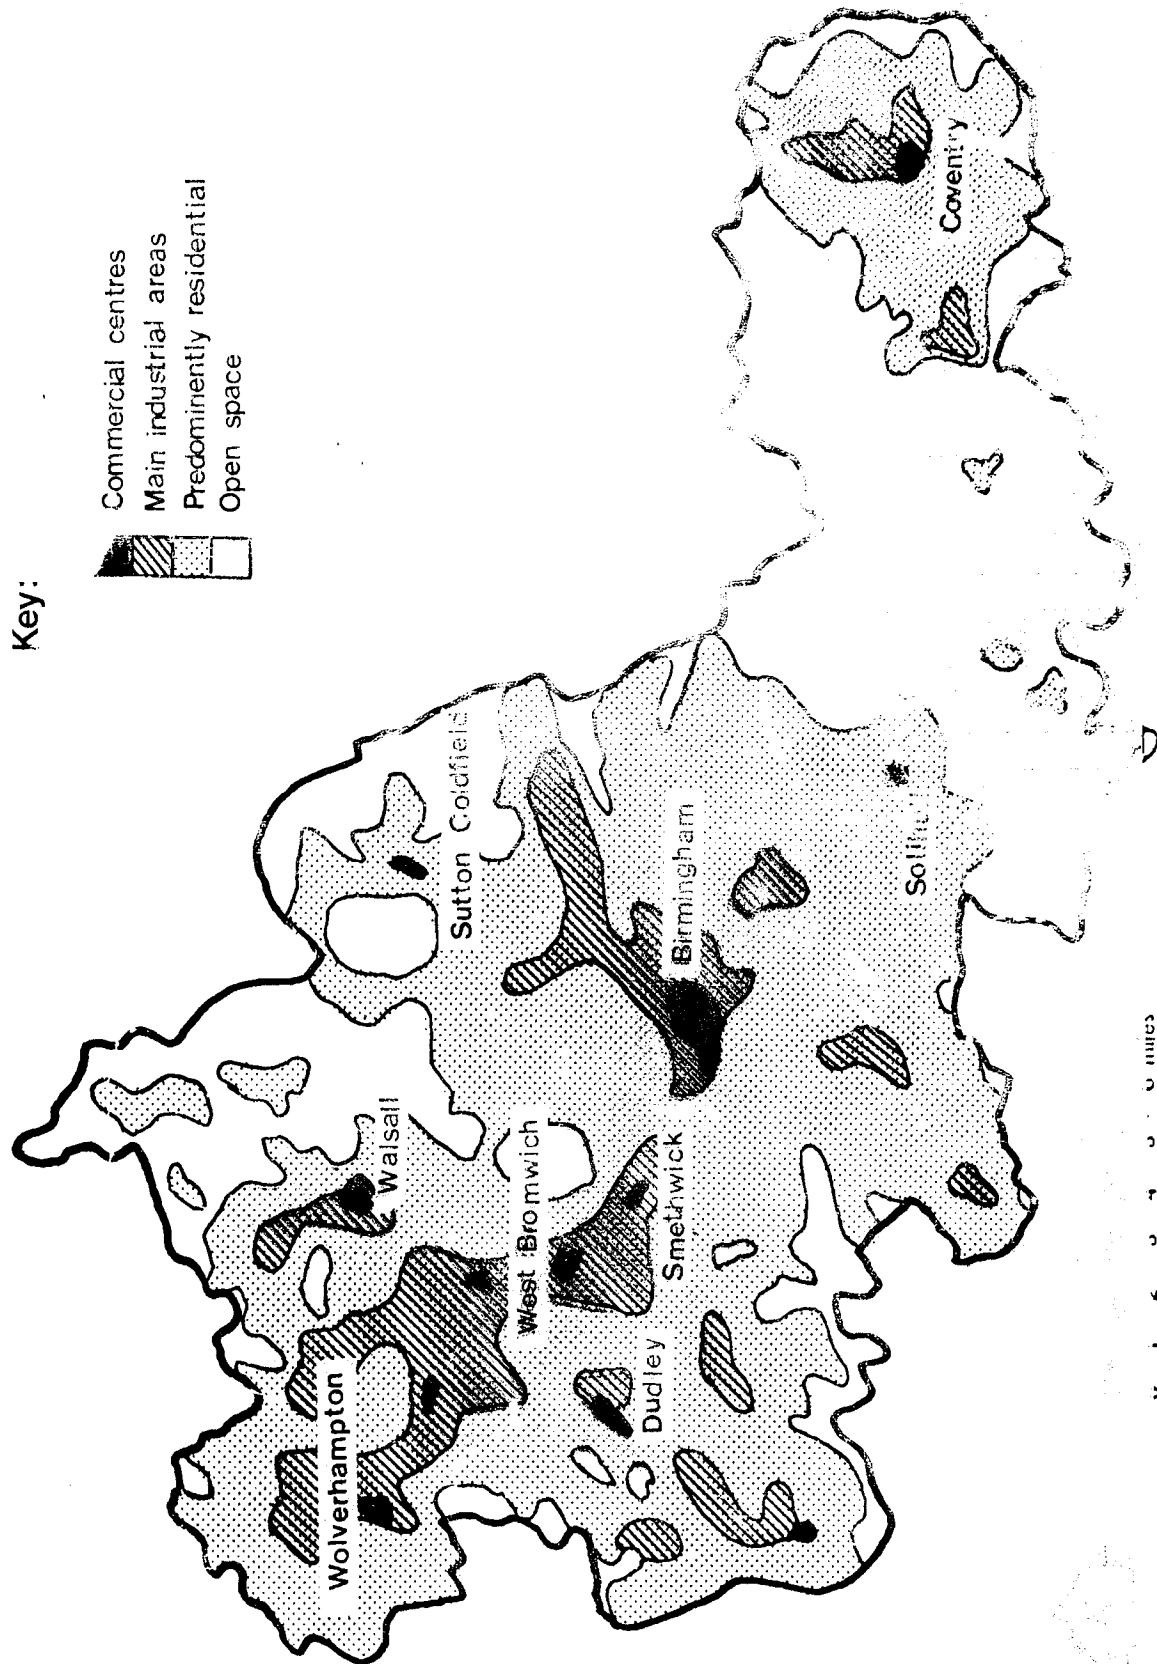 Key:
Commercial centres
Main industrial areas
Predominently residential
Open space
Wolverhampton
Walsall
Sutton Coldfield
West Bromwich
Dudley
Smethwick
Birmingham
Coventry